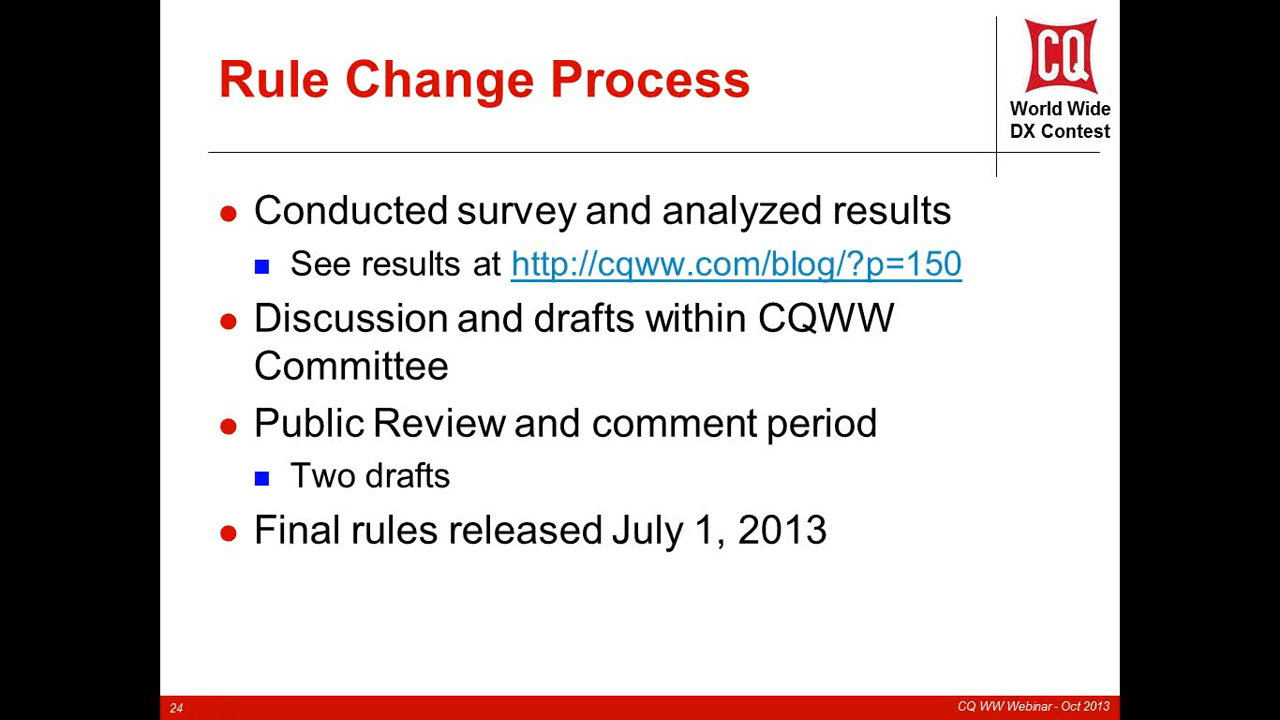 Rule Change Process
CQ
World Wide
DX Contest
Conducted survey and analyzed results
See results at http://cqww.com/blog/?p=150
Discussion and drafts within CQWW
Committee
Public Review and comment period
Two drafts
Final rules released July 1, 2013
24
CQ WW Webinar - Oct 2013